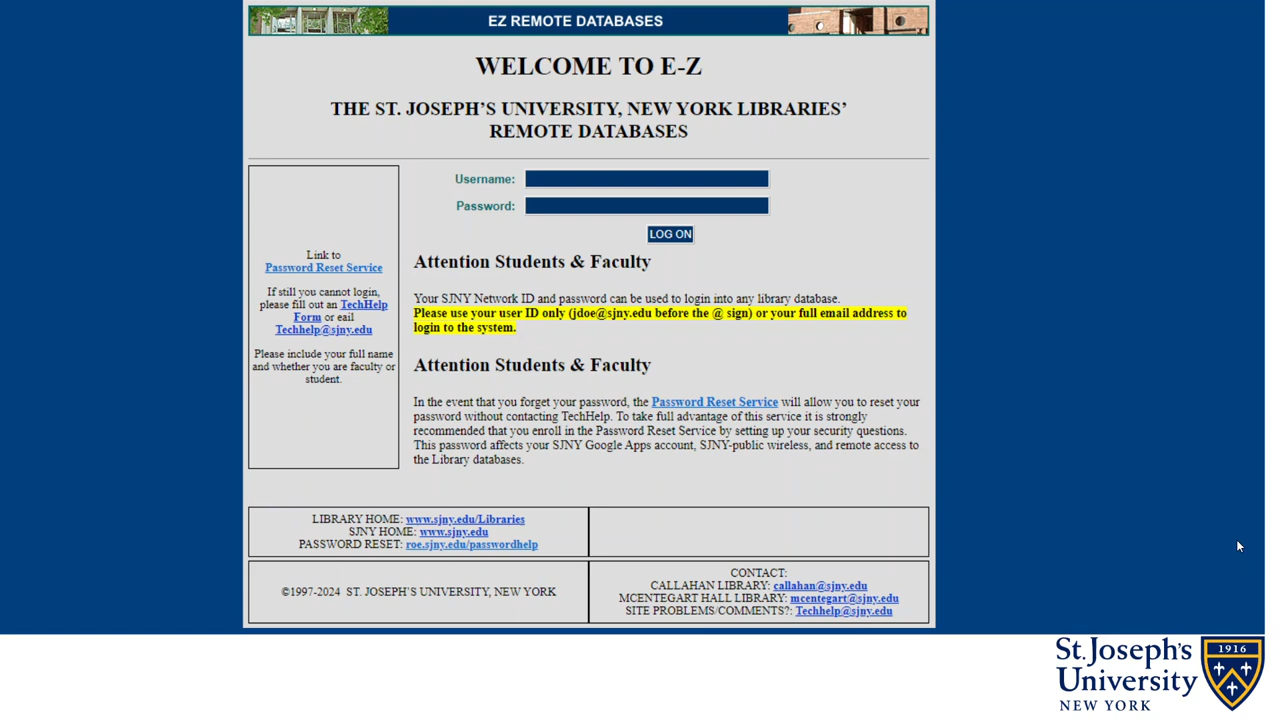 EZ REMOTE DATABASES
WELCOME TO E-Z
THE ST. JOSEPH'S UNIVERSITY, NEW YORK LIBRARIES'
REMOTE DATABASES
Username:
Password:
LOG ON
Link to
Password Reset Service
If still you cannot login,
please fill out an TechHelp
Form or eail
Techhelp@sjny.edu
Please include your full name
and whether you are faculty or
student.
Attention Students & Faculty
Your SJNY Network ID and password can be used to login into any library database.
Please use your user ID only (jdoe@sjny.edu before the @ sign) or your full email address to
login to the system.
Attention Students & Faculty
In the event that you forget your password, the Password Reset Service will allow you to reset your
password without contacting TechHelp. To take full advantage of this service it is strongly
recommended that you enroll in the Password Reset Service by setting up your security questions.
This password affects your SJNY Google Apps account, SJNY-public wireless, and remote access to
the Library databases.
LIBRARY HOME: www.sjny.edu/Libraries
SJNY HOME: www.sjny.edu
PASSWORD RESET: roe.sjny.edu/passwordhelp
©1997-2024 ST. JOSEPH'S UNIVERSITY, NEW YORK
CONTACT:
CALLAHAN LIBRARY: callahan@sjny.edu
MCENTEGART HALL LIBRARY: mcentegart@sjny.edu
SITE PROBLEMS/COMMENTS?: Techhelp@sjny.edu
St. Joseph's
University
NEW YORK
1916